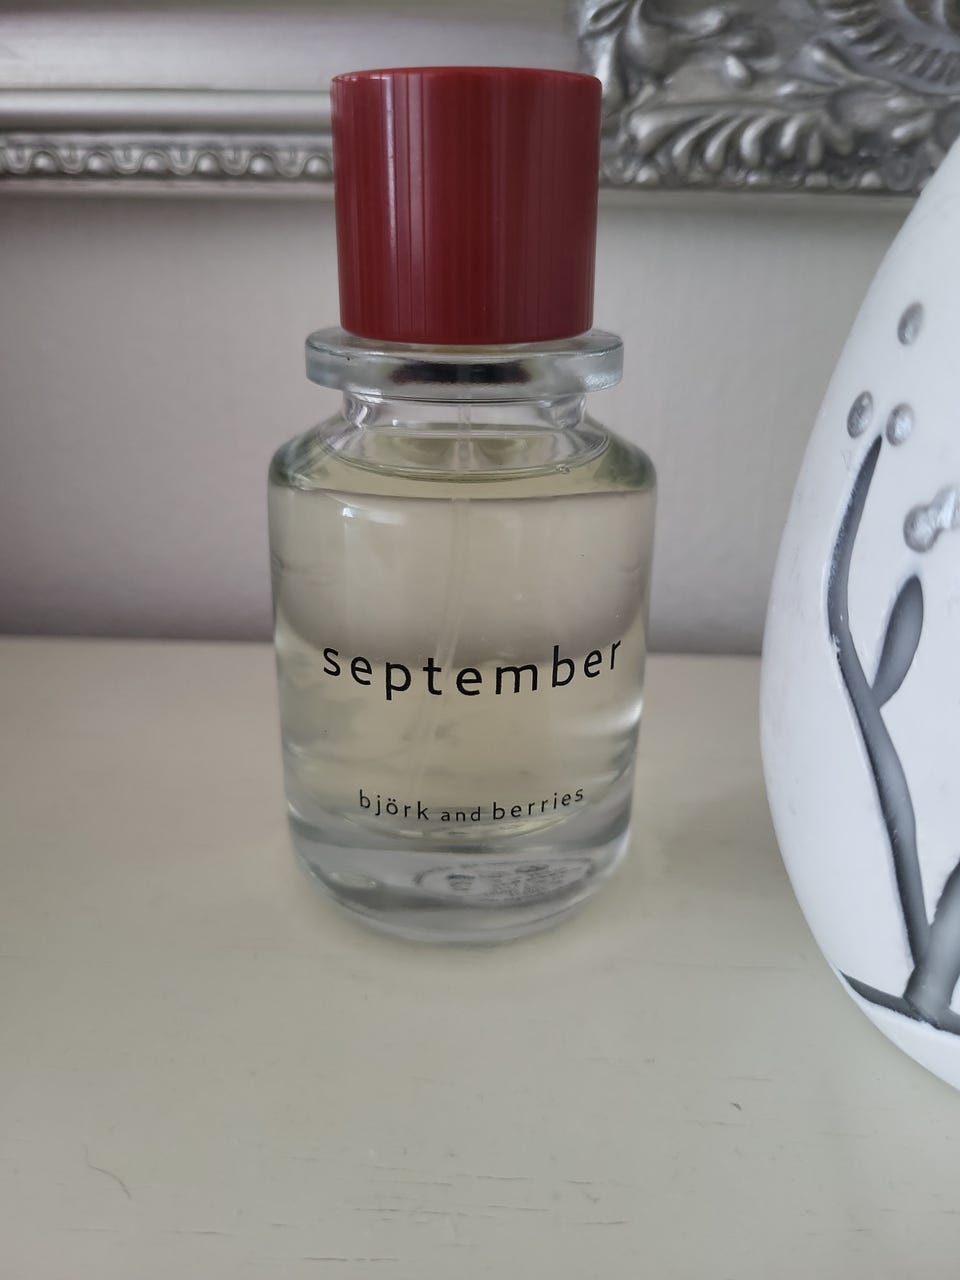 september
björk and berries